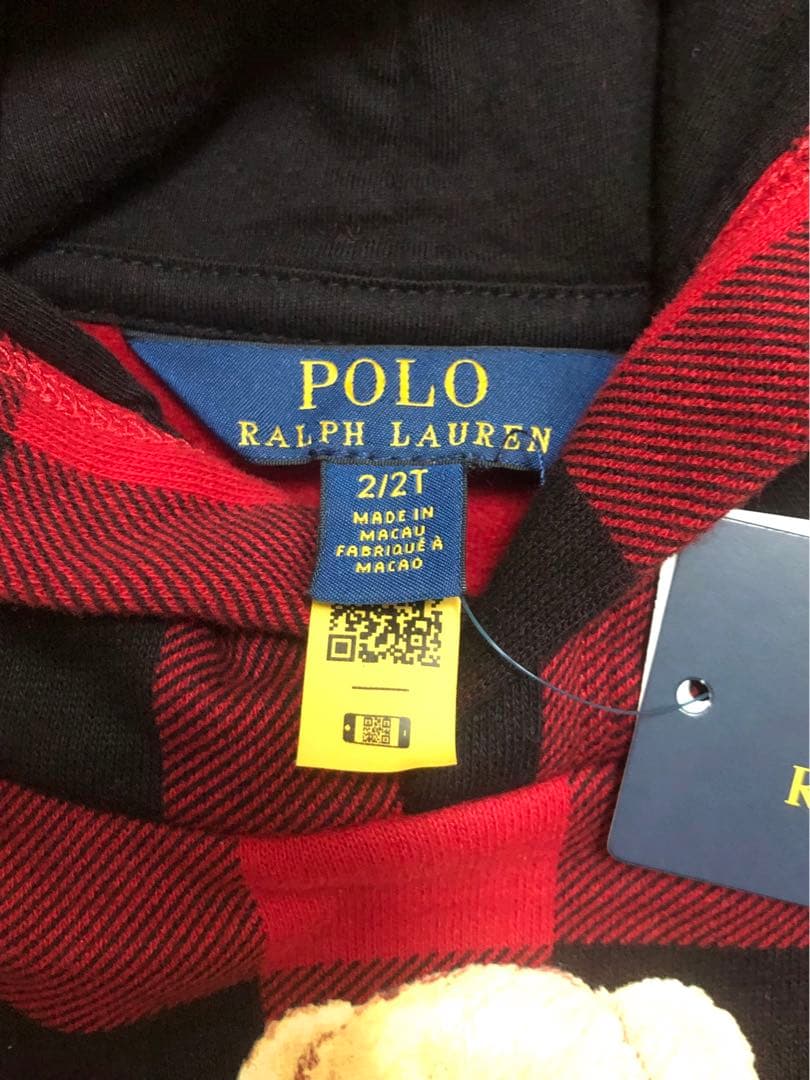 POLO
RALPH LAUREN
2/2T
MADE IN
MACAU
FABRIQUÉ À
MACAO
R